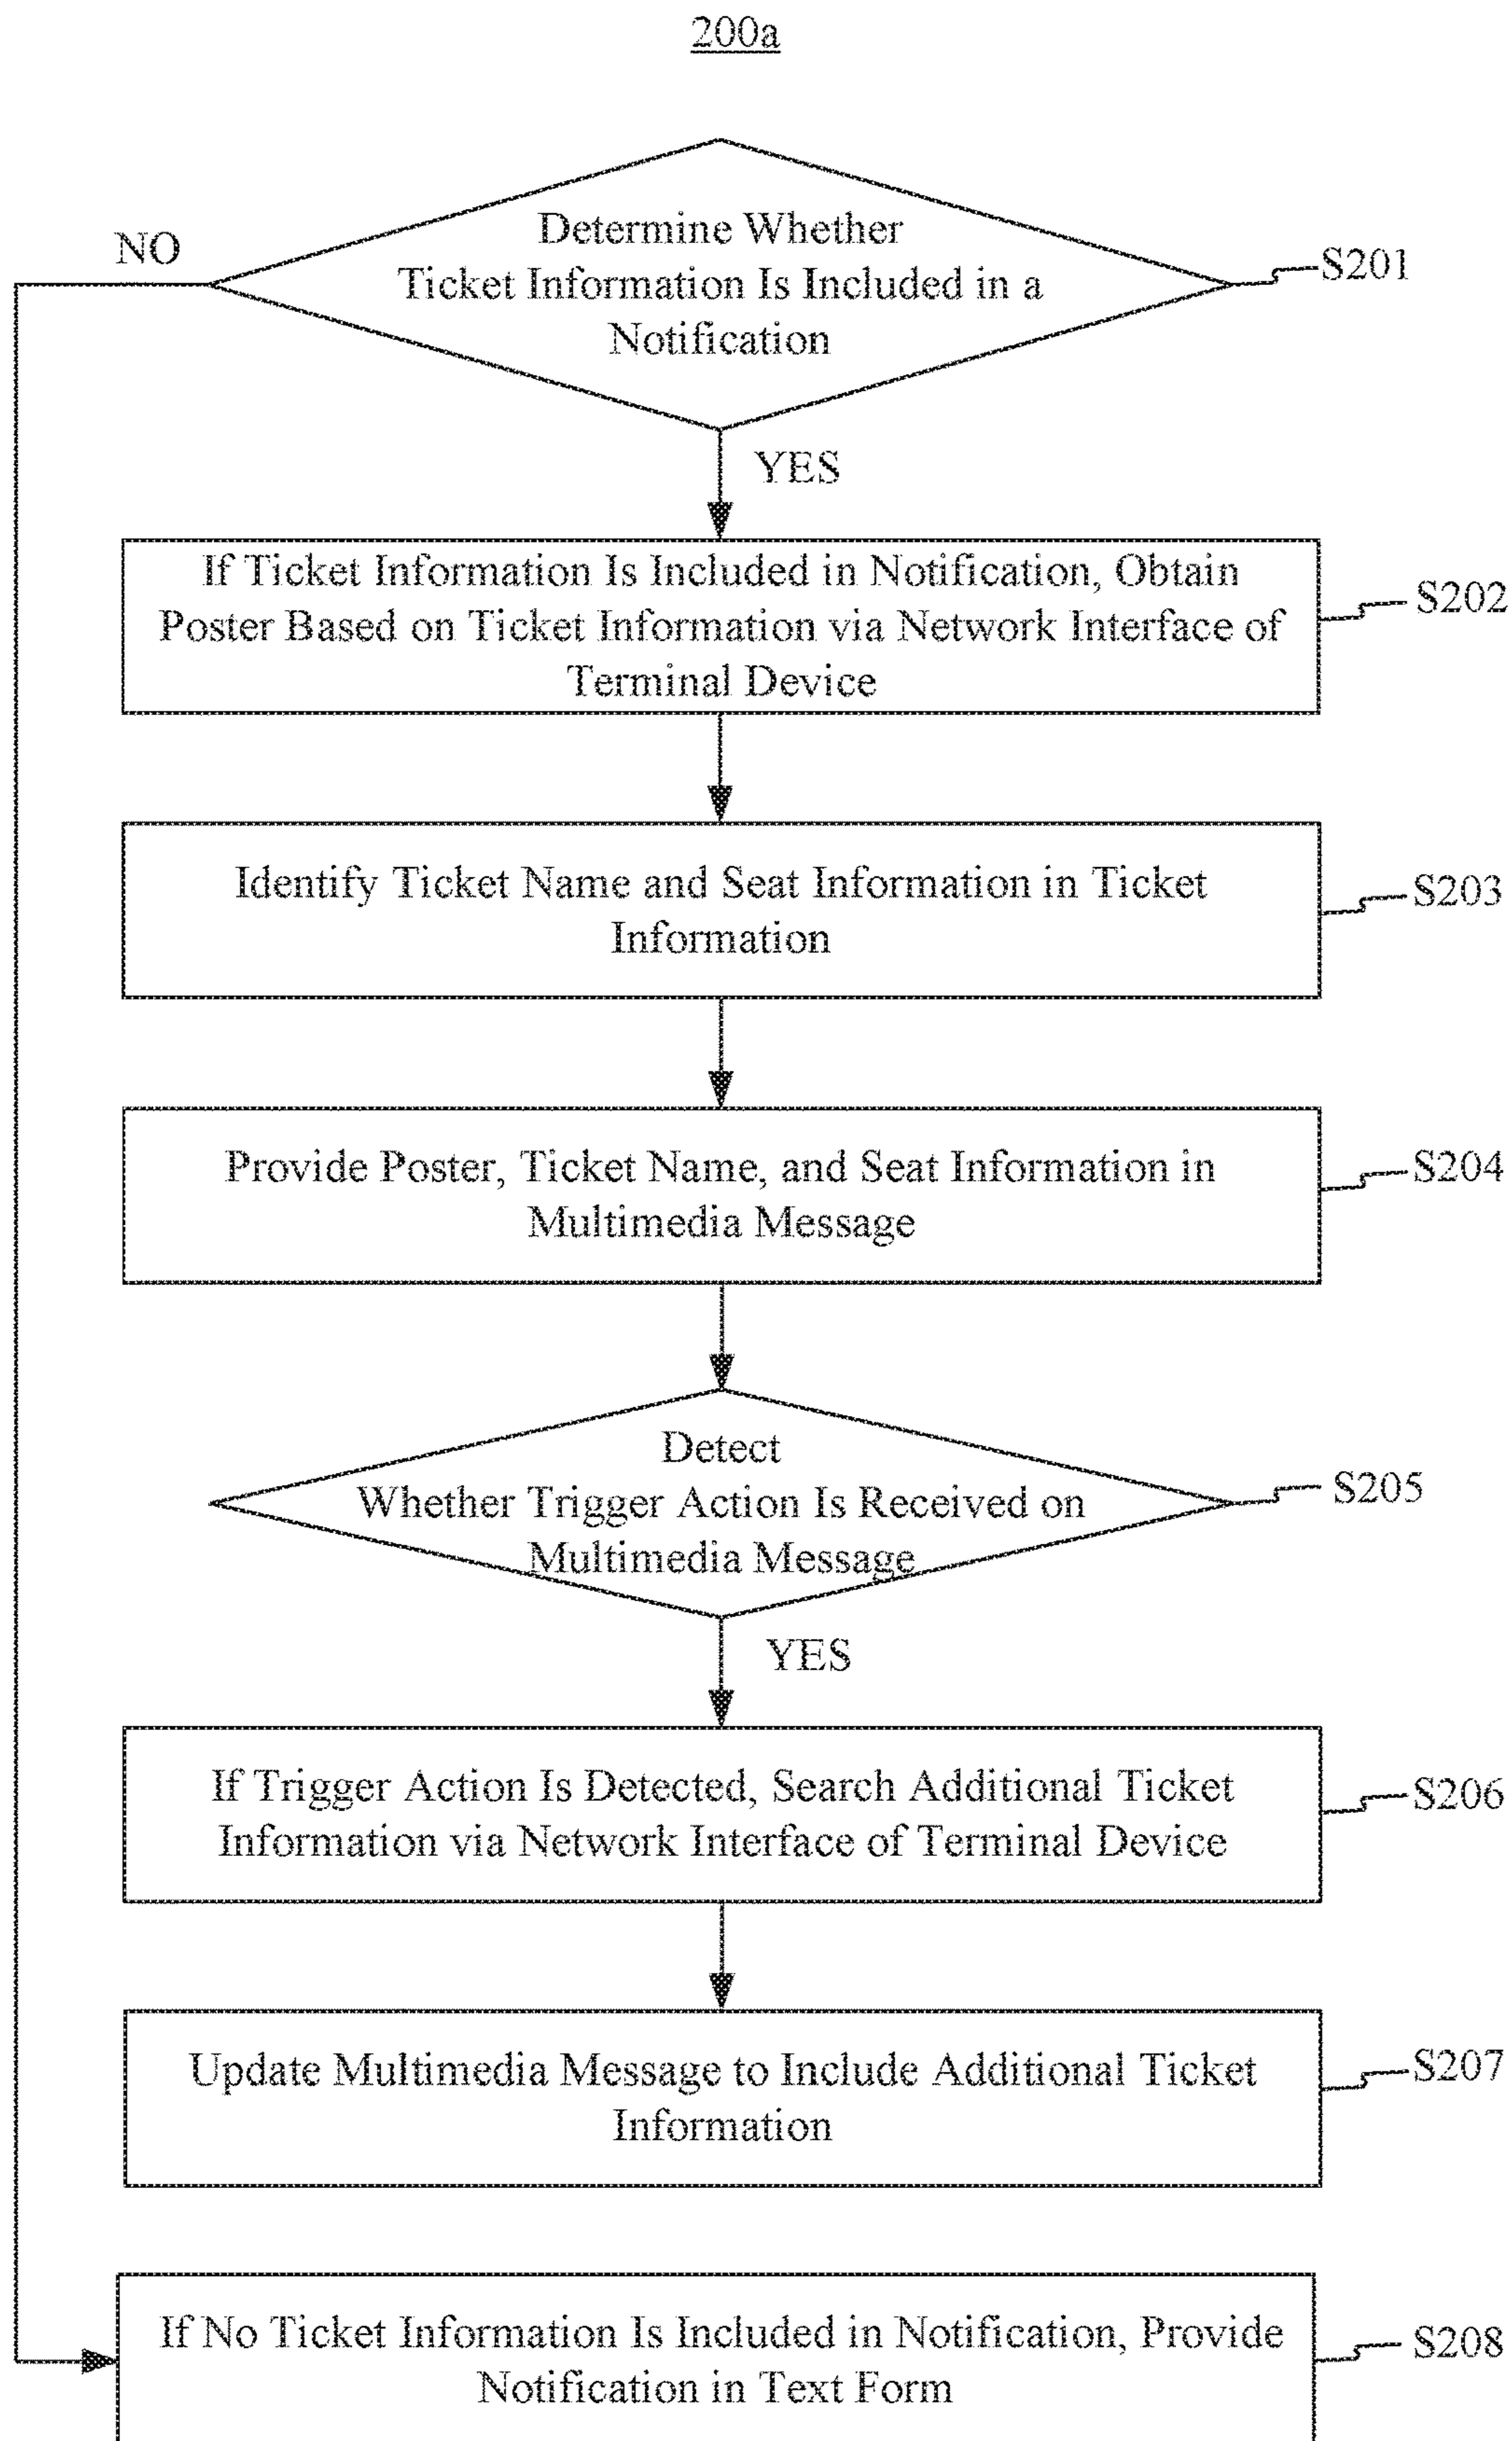 200a
Determine Whether
Ticket Information Is Included in a
Notification
NO
S201
YES
If Ticket Information Is Included in Notification, Obtain
Poster Based on Ticket Information via Network Interface of
Terminal Device
S202
Identify Ticket Name and Seat Information in Ticket
Information
S203
Provide Poster, Ticket Name, and Seat Information in
Multimedia Message
S204
Detect
Whether Trigger Action Is Received on
Multimedia Message
S205
YES
If Trigger Action Is Detected, Search Additional Ticket
Information via Network Interface of Terminal Device
S206
Update Multimedia Message to Include Additional Ticket
Information
S207
If No Ticket Information Is Included in Notification, Provide
Notification in Text Form
S208